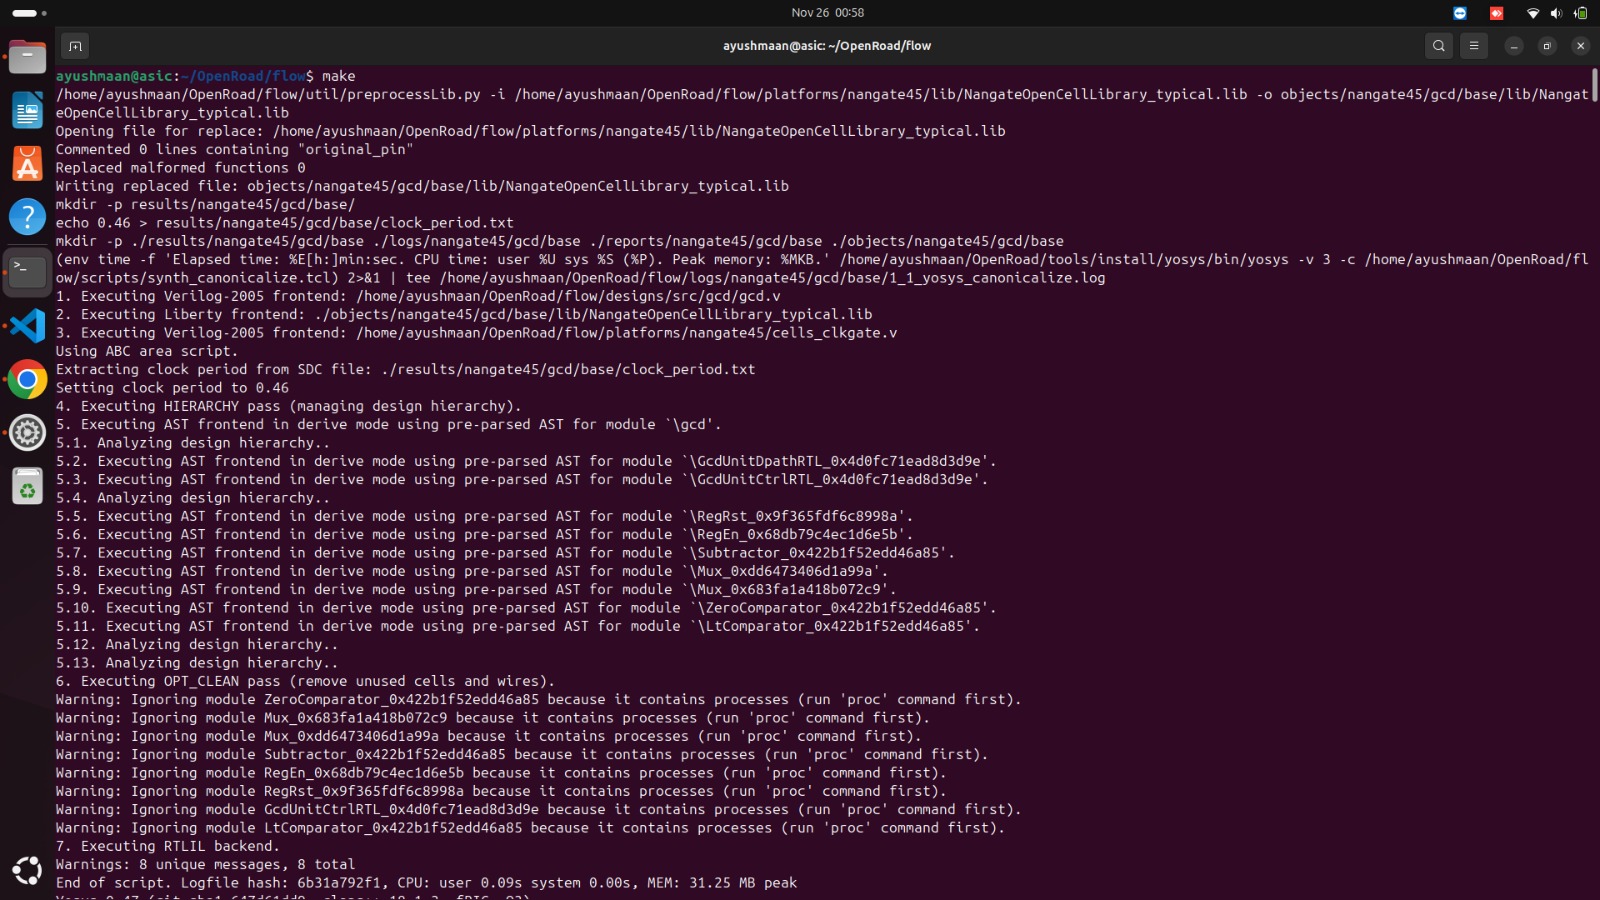 Nov 26 00:58
ayushmaan@asic: ~/OpenRoad/flow
ayushmaan@asic:~/OpenRoad/flow$ make
/home/ayushmaan/OpenRoad/flow/util/preprocessLib.py -i /home/ayushmaan/OpenRoad/flow/platforms/nangate45/lib/NangateOpenCellLibrary_typical.lib -o objects/nangate45/gcd/base/lib/Nangat
eOpenCellLibrary_typical.lib
Opening file for replace: /home/ayushmaan/OpenRoad/flow/platforms/nangate45/lib/NangateOpenCellLibrary_typical.lib
Commented 0 lines containing "original_pin"
Replaced malformed functions 0
Writing replaced file: objects/nangate45/gcd/base/lib/NangateOpenCellLibrary_typical.lib
mkdir -p results/nangate45/gcd/base/
echo 0.46 > results/nangate45/gcd/base/clock_period.txt
mkdir -p ./results/nangate45/gcd/base ./logs/nangate45/gcd/base ./reports/nangate45/gcd/base ./objects/nangate45/gcd/base
(env time -f 'Elapsed time: %E[h:]min:sec. CPU time: user %U sys %S (%P). Peak memory: %MKB.' /home/ayushmaan/OpenRoad/tools/install/yosys/bin/yosys -v 3 -c /home/ayushmaan/OpenRoad/fl
ow/scripts/synth_canonicalize.tcl) 2>&1 | tee /home/ayushmaan/OpenRoad/flow/logs/nangate45/gcd/base/1_1_yosys_canonicalize.log
1. Executing Verilog-2005 frontend: /home/ayushmaan/OpenRoad/flow/designs/src/gcd/gcd.v
2. Executing Liberty frontend: ./objects/nangate45/gcd/base/lib/NangateOpenCellLibrary_typical.lib
3. Executing Verilog-2005 frontend: /home/ayushmaan/OpenRoad/flow/platforms/nangate45/cells_clkgate.v
Using ABC area script.
Extracting clock period from SDC file: ./results/nangate45/gcd/base/clock_period.txt
Setting clock period to 0.46
4. Executing HIERARCHY pass (managing design hierarchy).
5. Executing AST frontend in derive mode using pre-parsed AST for module `\gcd'.
5.1. Analyzing design hierarchy..
5.2. Executing AST frontend in derive mode using pre-parsed AST for module `\GcdUnitDpathRTL_0x4d0fc71ead8d3d9e'.
5.3. Executing AST frontend in derive mode using pre-parsed AST for module `\GcdUnitCtrlRTL_0x4d0fc71ead8d3d9e'.
5.4. Analyzing design hierarchy..
5.5. Executing AST frontend in derive mode using pre-parsed AST for module `\RegRst_0x9f365fdf6c8998a'.
5.6. Executing AST frontend in derive mode using pre-parsed AST for module `\RegEn_0x68db79c4ec1d6e5b'.
5.7. Executing AST frontend in derive mode using pre-parsed AST for module `\Subtractor_0x422b1f52edd46a85'.
5.8. Executing AST frontend in derive mode using pre-parsed AST for module `\Mux_0xdd6473406d1a99a'.
5.9. Executing AST frontend in derive mode using pre-parsed AST for module `\Mux_0x683fa1a418b072c9'.
5.10. Executing AST frontend in derive mode using pre-parsed AST for module `\ZeroComparator_0x422b1f52edd46a85'.
5.11. Executing AST frontend in derive mode using pre-parsed AST for module `\LtComparator_0x422b1f52edd46a85'.
5.12. Analyzing design hierarchy..
5.13. Analyzing design hierarchy..
6. Executing OPT_CLEAN pass (remove unused cells and wires).
Warning: Ignoring module ZeroComparator_0x422b1f52edd46a85 because it contains processes (run 'proc' command first).
Warning: Ignoring module Mux_0x683fa1a418b072c9 because it contains processes (run 'proc' command first).
Warning: Ignoring module Mux_0xdd6473406d1a99a because it contains processes (run 'proc' command first).
Warning: Ignoring module Subtractor_0x422b1f52edd46a85 because it contains processes (run 'proc' command first).
Warning: Ignoring module RegEn_0x68db79c4ec1d6e5b because it contains processes (run 'proc' command first).
Warning: Ignoring module RegRst_0x9f365fdf6c8998a because it contains processes (run 'proc' command first).
Warning: Ignoring module GcdUnitCtrlRTL_0x4d0fc71ead8d3d9e because it contains processes (run 'proc' command first).
Warning: Ignoring module LtComparator_0x422b1f52edd46a85 because it contains processes (run 'proc' command first).
7. Executing RTLIL backend.
Warnings: 8 unique messages, 8 total
End of script. Logfile hash: 6b31a792f1, CPU: user 0.09s system 0.00s, MEM: 31.25 MB peak